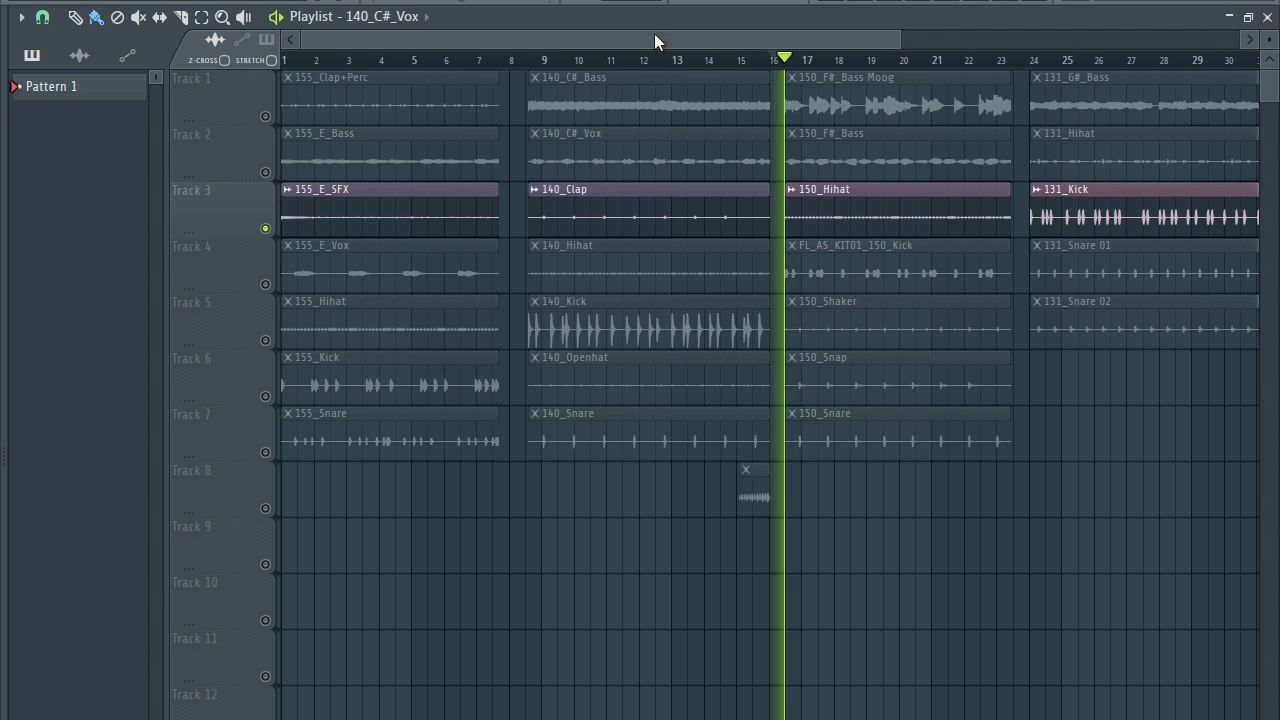 Playlist - 140_C#_Vox
Z-CROSS STRETCH
1 2 3 4 5 6 7 8 9 10 11 12 13 14 15 16 17 18 19 20 21 22 23 24 25 26 27 28 29 30
Pattern 1
Track 1
155_Clap+Perc 140_C#_Bass 150_F#_Bass Moog 131_G#_Bass
Track 2
155_E_Bass 140_C#_Vox 150_F#_Bass 131_Hihat
Track 3
155_E_SFX 140_Clap 150_Hihat 131_Kick
Track 4
155_E_Vox 140_Hihat FL_AS_KIT01_150_Kick 131_Snare 01
Track 5
155_Hihat 140_Kick 150_Shaker 131_Snare 02
Track 6
155_Kick 140_Openhat 150_Snap
Track 7
155_Snare 140_Snare 150_Snare
Track 8
Track 9
Track 10
Track 11
Track 12